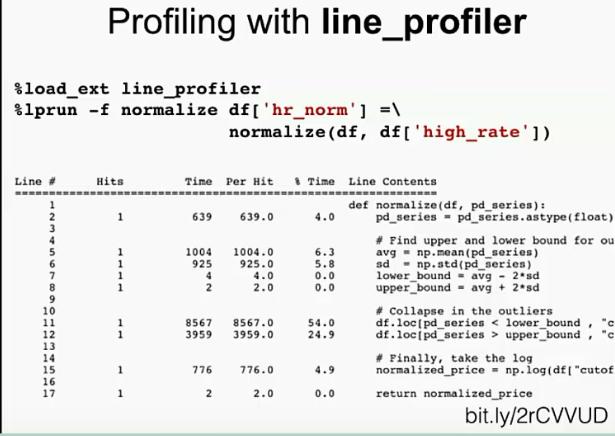 Profiling with line_profiler
%load_ext line_profiler
%lprun -f normalize df['hr_norm'] =\
normalize(df, df['high_rate'])
Line # Hits Time Per Hit % Time Line Contents
==================================================
1 def normalize(df, pd_series):
2 1 639 639.0 4.0 pd_series = pd_series.astype(float)
3
4 # Find upper and lower bound for ou
5 1 1004 1004.0 6.3 avg = np.mean(pd_series)
6 1 925 925.0 5.8 sd = np.std(pd_series)
7 1 4 4.0 0.0 lower_bound = avg - 2*sd
8 1 2 2.0 0.0 upper_bound = avg + 2*sd
9
10 # Collapse in the outliers
11 1 8567 8567.0 54.0 df.loc[pd_series < lower_bound , "c
12 1 3959 3959.0 24.9 df.loc[pd_series > upper_bound , "c
13
14 # Finally, take the log
15 1 776 776.0 4.9 normalized_price = np.log(df["cutof
16
17 1 2 2.0 0.0 return normalized_price
bit.ly/2rCVVUD